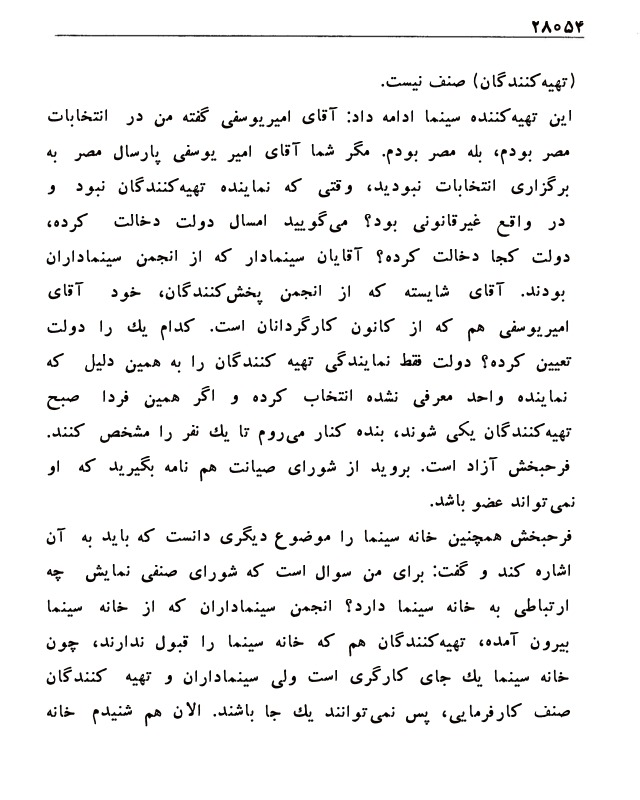 ۲۸۰۵۴
(تهیه‌کنندگان) صنف نیست.
این تهیه‌کننده سینما ادامه داد: آقای امیریوسفی گفته من در انتخابات
مصر بودم، بله مصر بودم. مگر شما آقای امیر یوسفی پارسال مصر به
برگزاری انتخابات نبودید، وقتی که نماینده تهیه‌کنندگان نبود و
در واقع غیرقانونی بود؟ می‌گویید امسال دولت دخالت کرده،
دولت کجا دخالت کرده؟ آقایان سینمادار که از انجمن سینماداران
بودند. آقای شایسته که از انجمن پخش‌کنندگان، خود آقای
امیریوسفی هم که از کانون کارگردانان است. کدام یك را دولت
تعیین کرده؟ دولت فقط نمایندگی تهیه کنندگان را به همین دلیل که
نماینده واحد معرفی نشده انتخاب کرده و اگر همین فردا صبح
تهیه‌کنندگان یکی شوند، بنده کنار می‌روم تا یك نفر را مشخص کنند.
فرحبخش آزاد است. بروید از شورای صیانت هم نامه بگیرید که او
نمی‌تواند عضو باشد.
فرحبخش همچنین خانه سینما را موضوع دیگری دانست که باید به آن
اشاره کند و گفت: برای من سوال است که شورای صنفی نمایش چه
ارتباطی به خانه سینما دارد؟ انجمن سینماداران که از خانه سینما
بیرون آمده، تهیه‌کنندگان هم که خانه سینما را قبول ندارند، چون
خانه سینما یك جای کارگری است ولی سینماداران و تهیه کنندگان
صنف کارفرمایی، پس نمی‌توانند یك جا باشند. الان هم شنیدم خانه